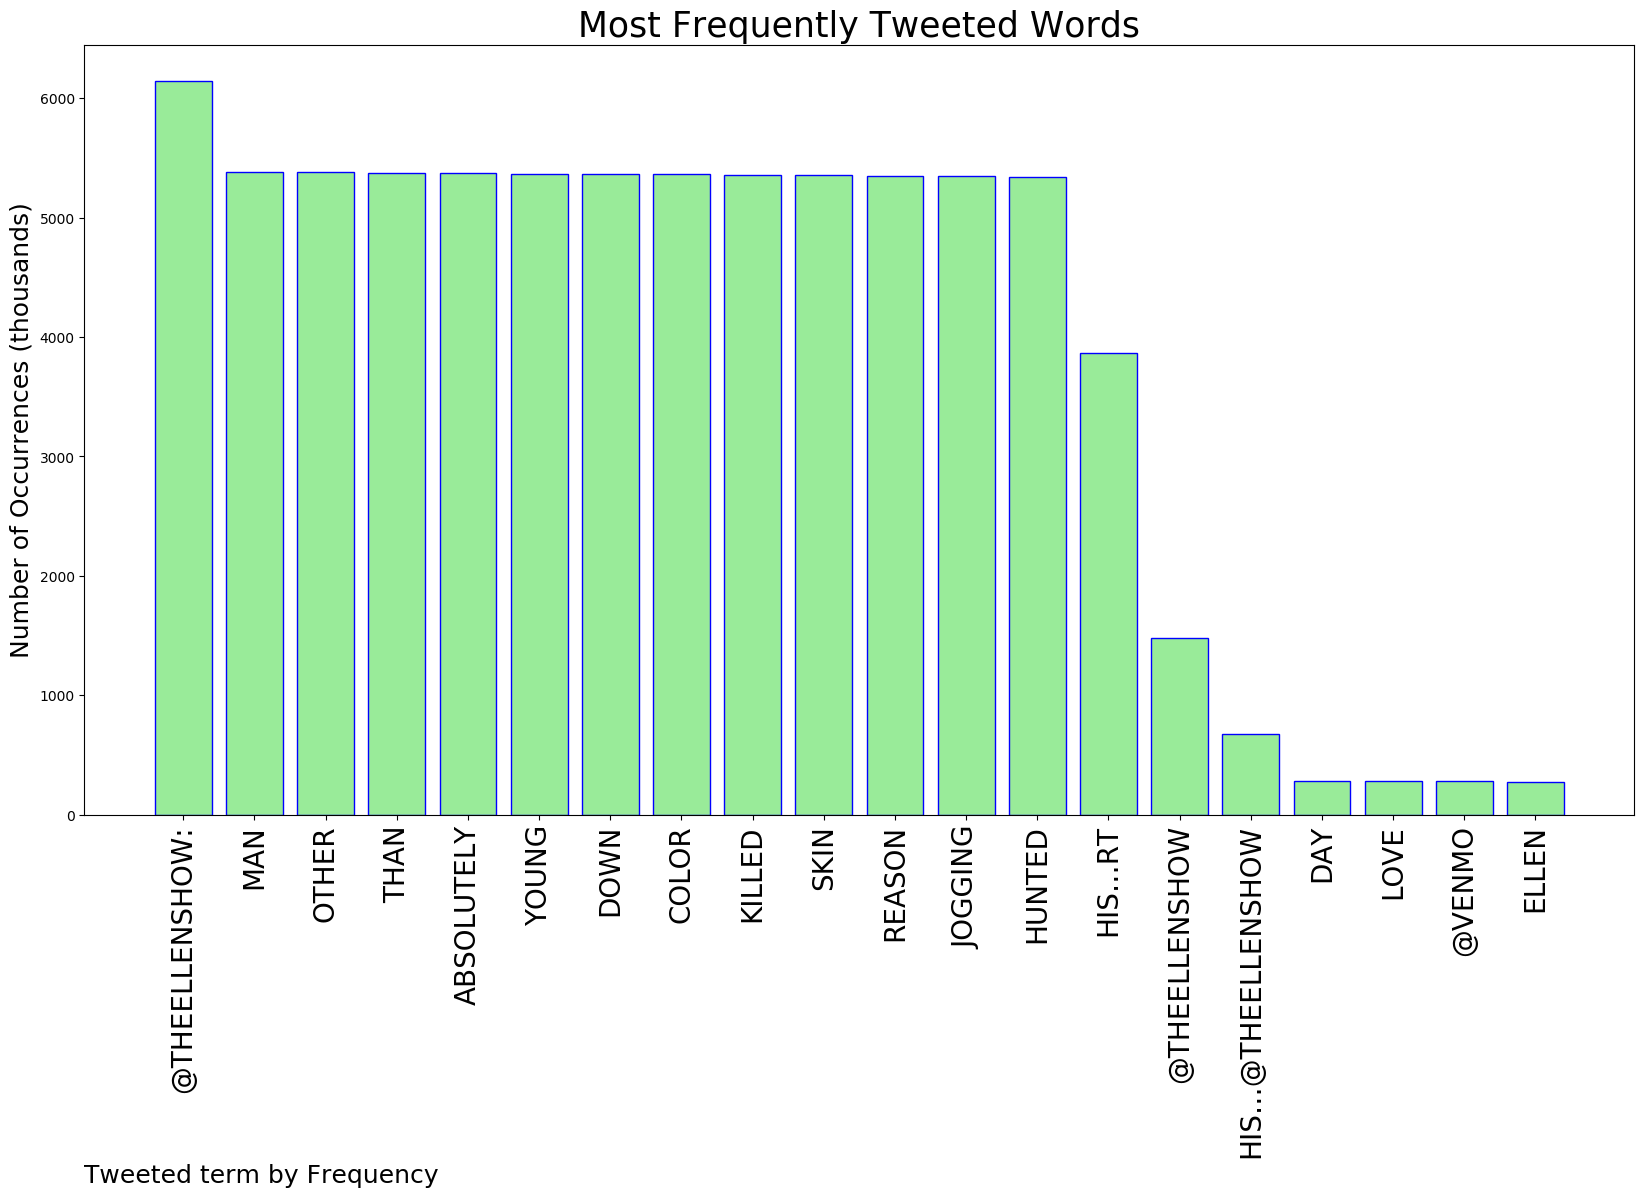 Most Frequently Tweeted Words
Number of Occurrences (thousands)
6000
5000
4000
3000
2000
1000
0
@THEELLENSHOW:
MAN
OTHER
THAN
ABSOLUTELY
YOUNG
DOWN
COLOR
KILLED
SKIN
REASON
JOGGING
HUNTED
HIS...RT
@THEELLENSHOW
HIS...@THEELLENSHOW
DAY
LOVE
@VENMO
ELLEN
Tweeted term by Frequency